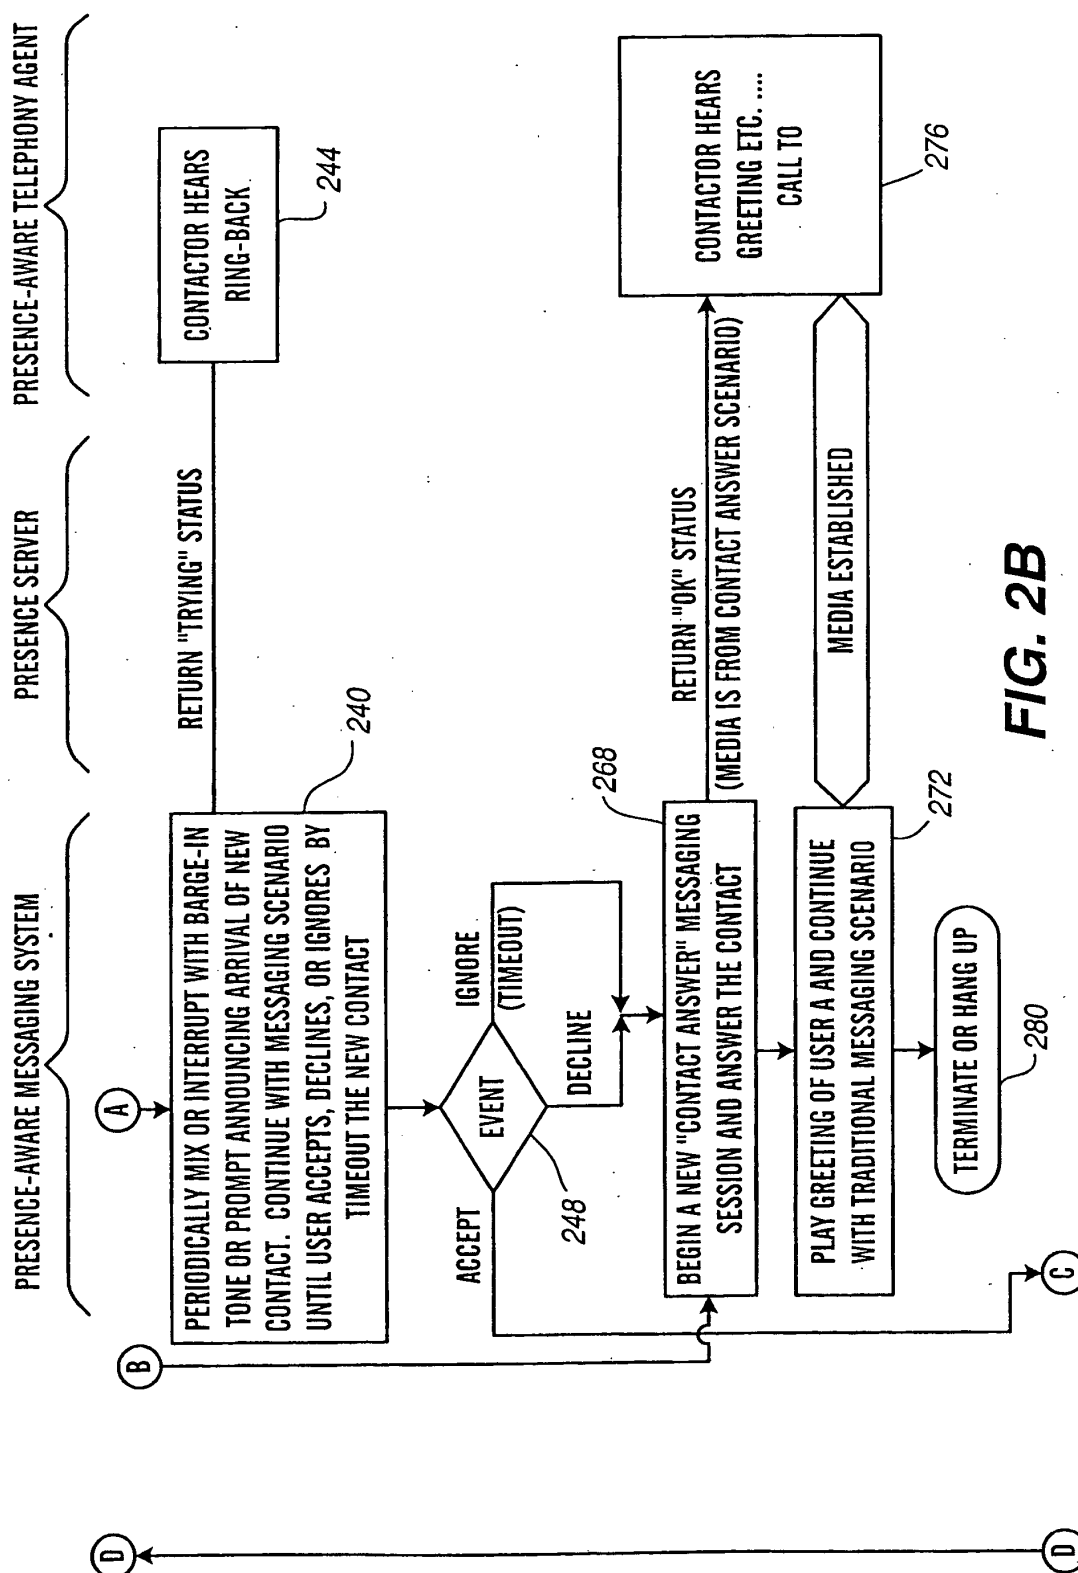 PRESENCE-AWARE MESSAGING SYSTEM
PRESENCE SERVER
PRESENCE-AWARE TELEPHONY AGENT
D
B
A
PERIODICALLY MIX OR INTERRUPT WITH BARGE-IN
TONE OR PROMPT ANNOUNCING ARRIVAL OF NEW
CONTACT. CONTINUE WITH MESSAGING SCENARIO
UNTIL USER ACCEPTS, DECLINES, OR IGNORES BY
TIMEOUT THE NEW CONTACT
240
RETURN "TRYING" STATUS
CONTACTOR HEARS
RING-BACK
244
ACCEPT
EVENT
248
IGNORE
(TIMEOUT)
DECLINE
268
BEGIN A NEW "CONTACT ANSWER" MESSAGING
SESSION AND ANSWER THE CONTACT
RETURN "OK" STATUS
(MEDIA IS FROM CONTACT ANSWER SCENARIO)
CONTACTOR HEARS
GREETING ETC. ....
CALL TO
276
PLAY GREETING OF USER A AND CONTINUE
WITH TRADITIONAL MESSAGING SCENARIO
272
MEDIA ESTABLISHED
TERMINATE OR HANG UP
280
D
C
FIG. 2B